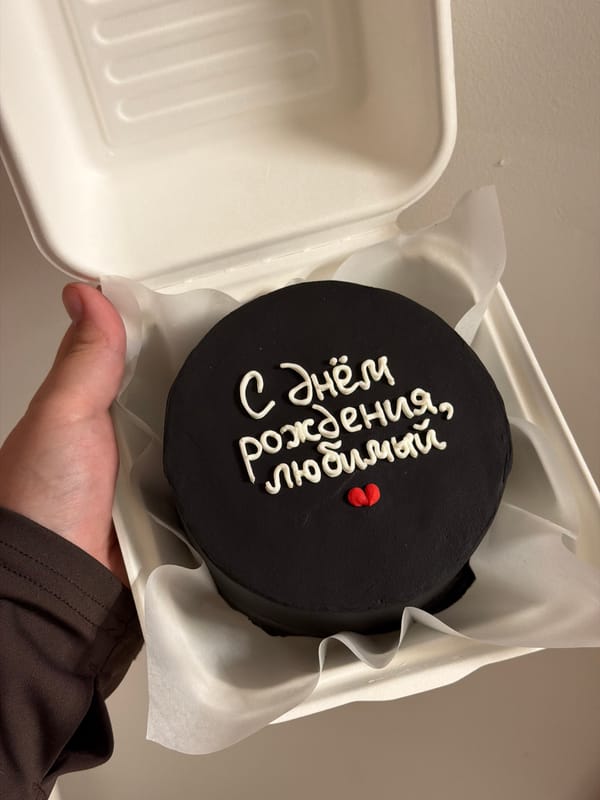 С днём
рождения,
любимый